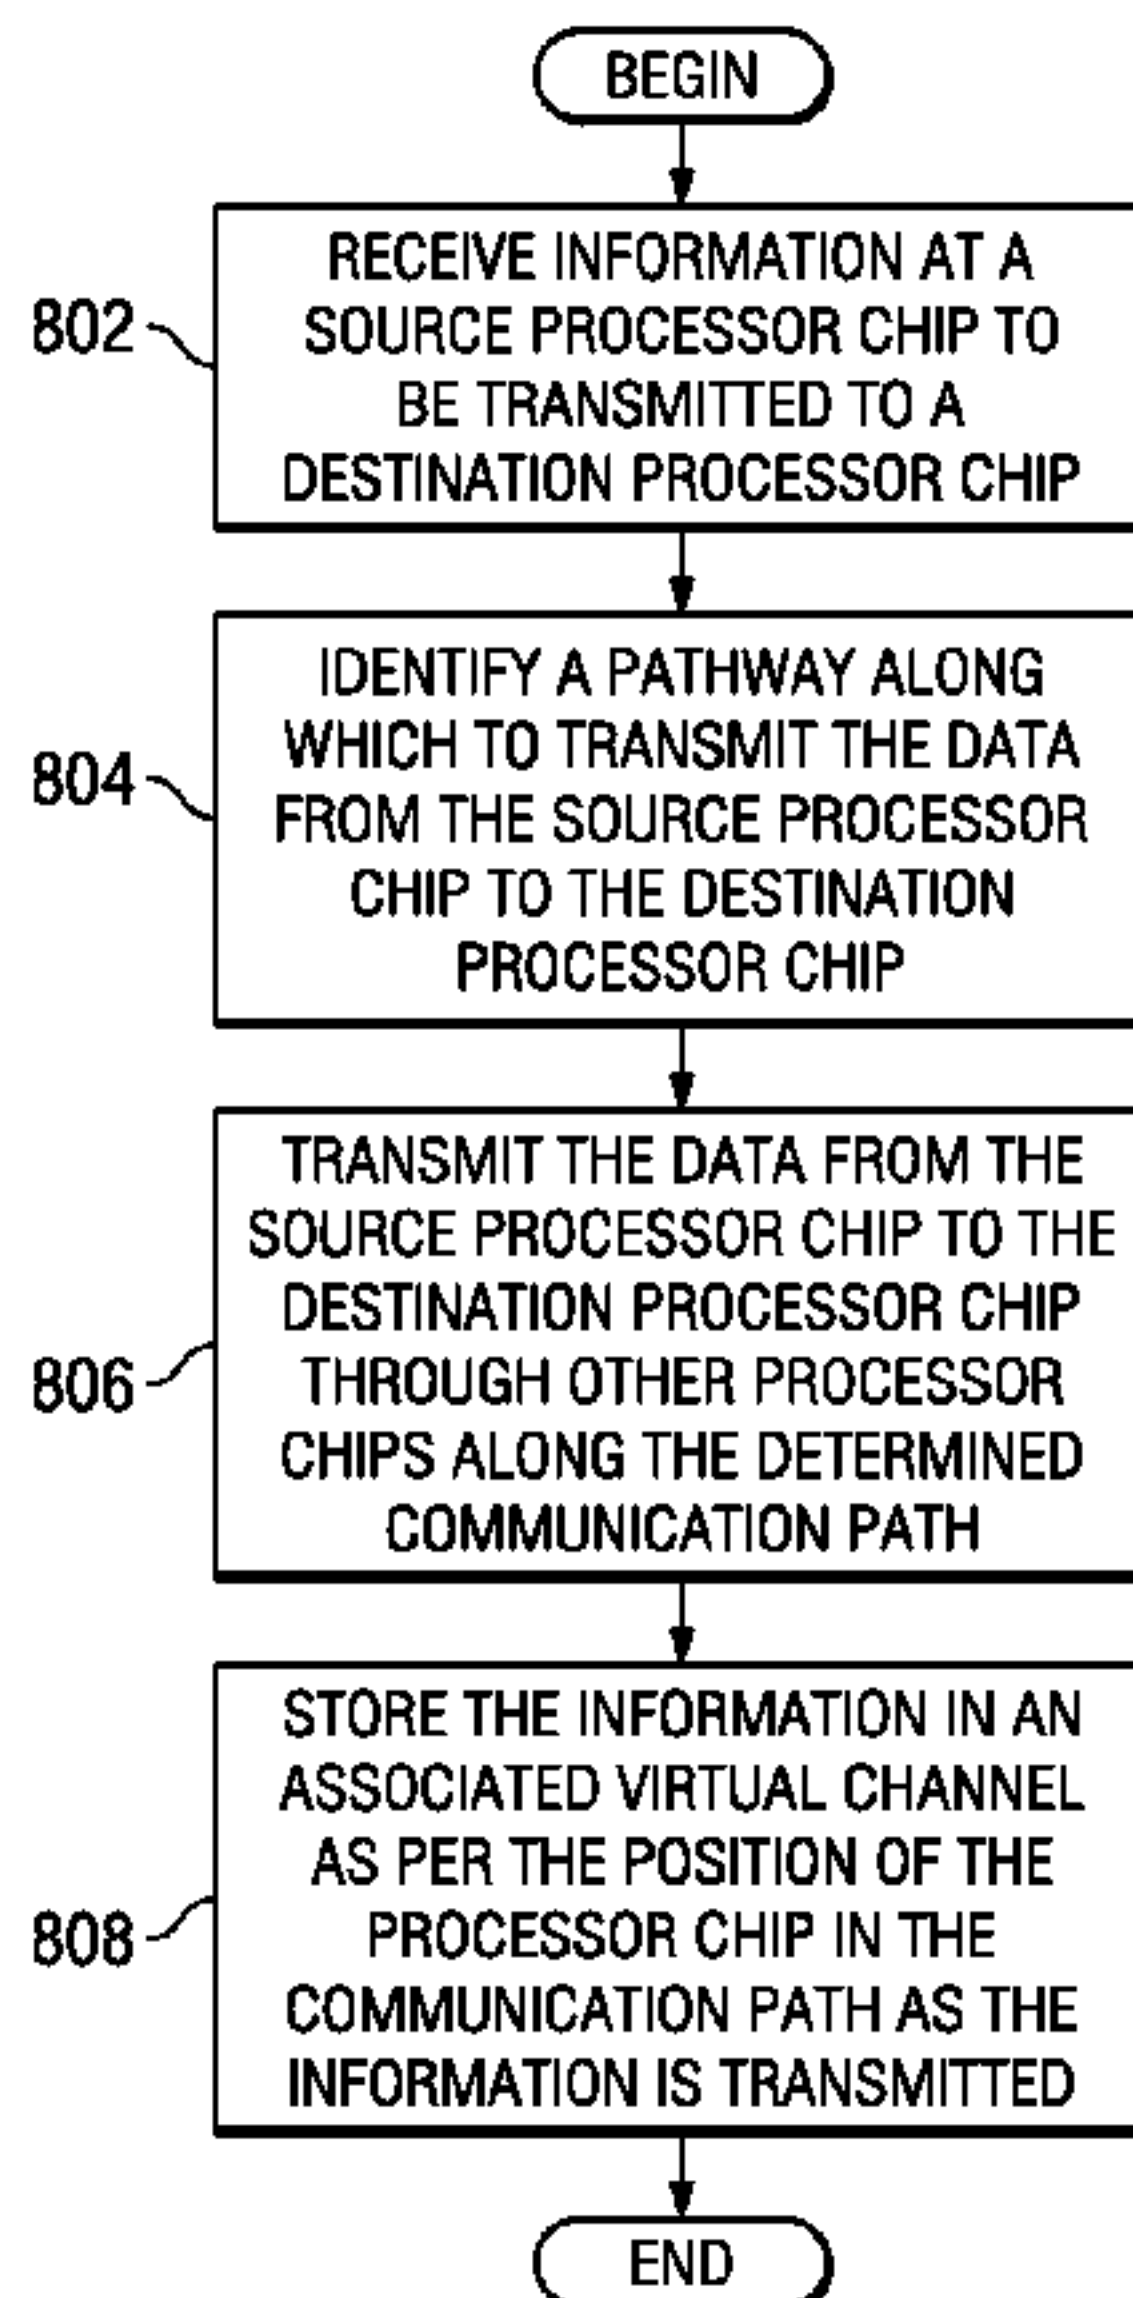 BEGIN
802
RECEIVE INFORMATION AT A
SOURCE PROCESSOR CHIP TO
BE TRANSMITTED TO A
DESTINATION PROCESSOR CHIP
804
IDENTIFY A PATHWAY ALONG
WHICH TO TRANSMIT THE DATA
FROM THE SOURCE PROCESSOR
CHIP TO THE DESTINATION
PROCESSOR CHIP
806
TRANSMIT THE DATA FROM THE
SOURCE PROCESSOR CHIP TO THE
DESTINATION PROCESSOR CHIP
THROUGH OTHER PROCESSOR
CHIPS ALONG THE DETERMINED
COMMUNICATION PATH
808
STORE THE INFORMATION IN AN
ASSOCIATED VIRTUAL CHANNEL
AS PER THE POSITION OF THE
PROCESSOR CHIP IN THE
COMMUNICATION PATH AS THE
INFORMATION IS TRANSMITTED
END